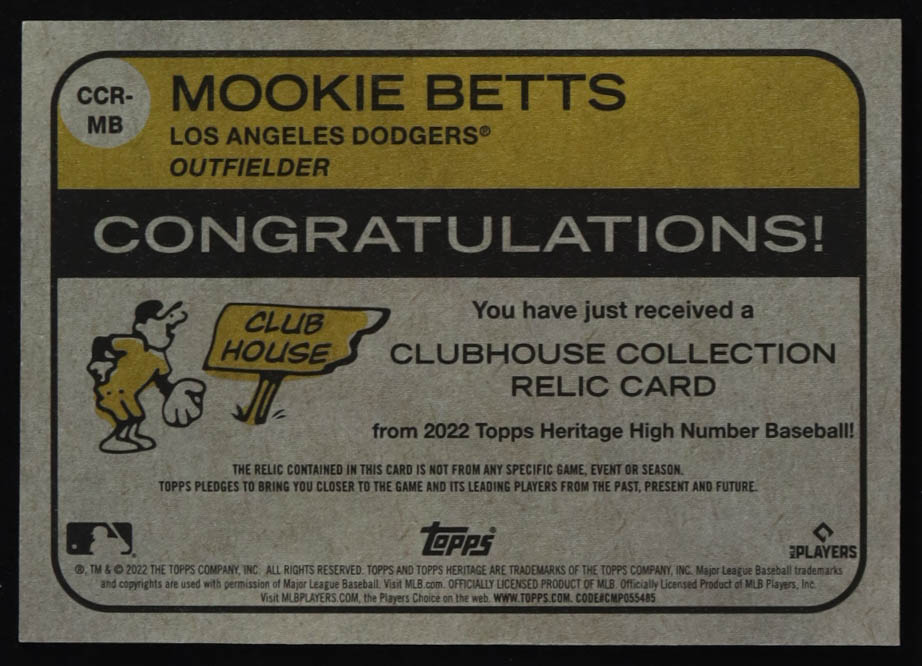 CCR-
MB
MOOKIE BETTS
LOS ANGELES DODGERS®
OUTFIELDER
CONGRATULATIONS!
CLUB
HOUSE
You have just received a
CLUBHOUSE COLLECTION
RELIC CARD
from 2022 Topps Heritage High Number Baseball!
THE RELIC CONTAINED IN THIS CARD IS NOT FROM ANY SPECIFIC GAME, EVENT OR SEASON.
TOPPS PLEDGES TO BRING YOU CLOSER TO THE GAME AND ITS LEADING PLAYERS FROM THE PAST, PRESENT AND FUTURE.
topps®
MLB PLAYERS
®, TM & © 2022 THE TOPPS COMPANY, INC. ALL RIGHTS RESERVED. TOPPS AND TOPPS HERITAGE ARE TRADEMARKS OF THE TOPPS COMPANY, INC. Major League Baseball trademarks
and copyrights are used with permission of Major League Baseball. Visit MLB.com. OFFICIALLY LICENSED PRODUCT OF MLB. Officially Licensed Product of MLB Players, Inc.
Visit MLBPLAYERS.COM, the Players Choice on the web. WWW.TOPPS.COM. CODE#CMP055485